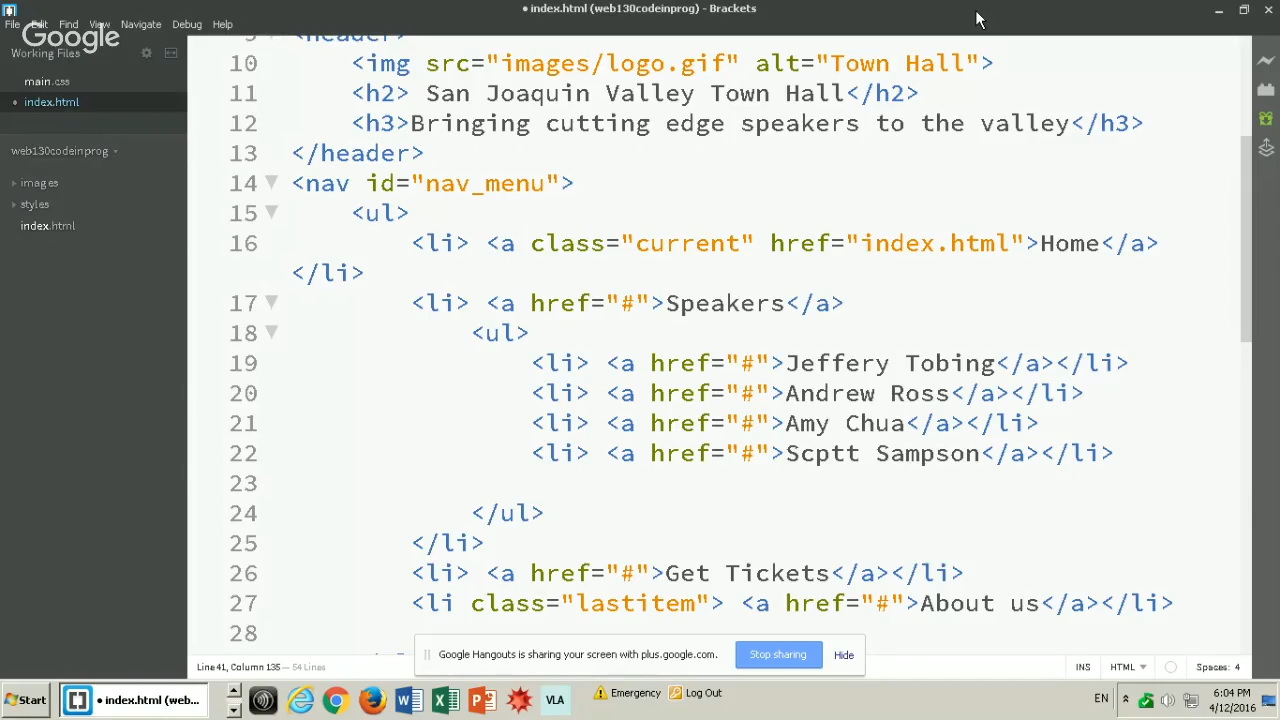 • index.html (web130codeinprog) - Brackets
File Edit Find View Navigate Debug Help
Google
Working Files
main.css
• index.html
web130codeinprog
images
styles
index.html
9 <header>
10 <img src="images/logo.gif" alt="Town Hall">
11 <h2> San Joaquin Valley Town Hall</h2>
12 <h3>Bringing cutting edge speakers to the valley</h3>
13 </header>
14 <nav id="nav_menu">
15 <ul>
16 <li> <a class="current" href="index.html">Home</a>
</li>
17 <li> <a href="#">Speakers</a>
18 <ul>
19 <li> <a href="#">Jeffery Tobing</a></li>
20 <li> <a href="#">Andrew Ross</a></li>
21 <li> <a href="#">Amy Chua</a></li>
22 <li> <a href="#">Scptt Sampson</a></li>
23
24 </ul>
25 </li>
26 <li> <a href="#">Get Tickets</a></li>
27 <li class="lastitem"> <a href="#">About us</a></li>
28
Google Hangouts is sharing your screen with plus.google.com.
Stop sharing
Hide
Line 41, Column 135 — 54 Lines
INS
HTML
Spaces: 4
Start
• index.html (web...
VLA
Emergency
Log Out
EN
6:04 PM
4/12/2016